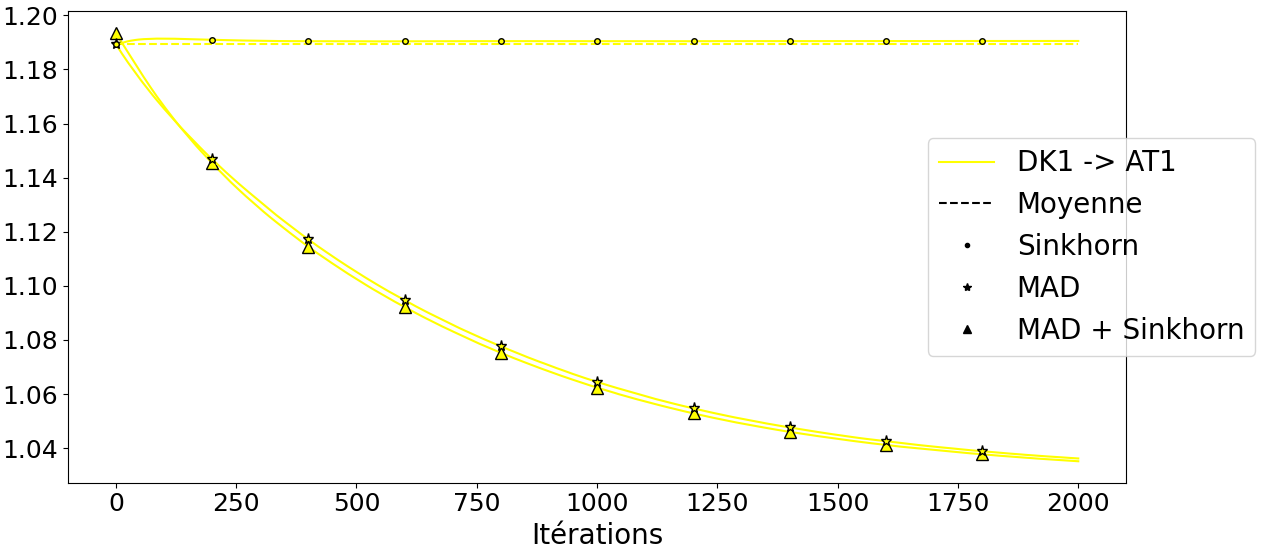 1.20
1.18
1.16
1.14
1.12
1.10
1.08
1.06
1.04
0 250 500 750 1000 1250 1500 1750 2000
Itérations
DK1 -> AT1
Moyenne
Sinkhorn
MAD
MAD + Sinkhorn